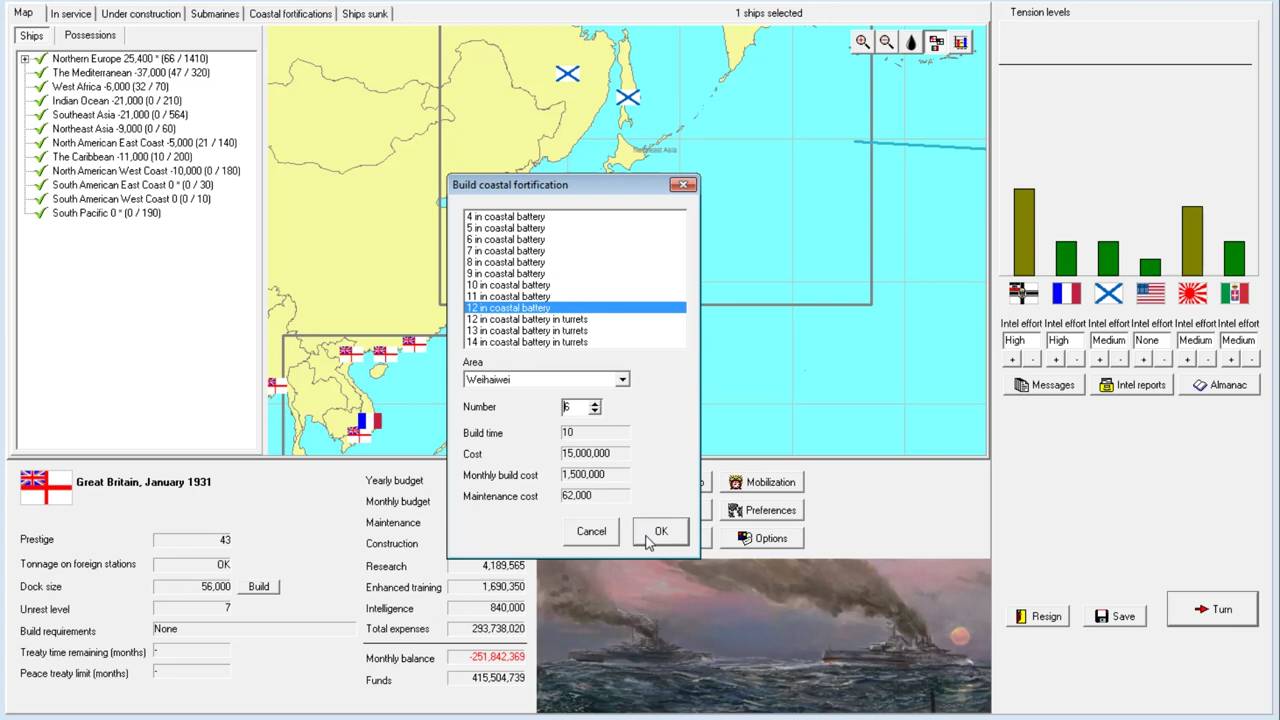 Map
In service
Under construction
Submarines
Coastal fortifications
Ships sunk
1 ships selected
Tension levels
Ships
Possessions
Northern Europe 25,400 * (66 / 1410)
The Mediterranean -37,000 (47 / 320)
West Africa -6,000 (32 / 70)
Indian Ocean -21,000 (0 / 210)
Southeast Asia -21,000 (0 / 564)
Northeast Asia -9,000 (0 / 60)
North American East Coast -5,000 (21 / 140)
The Caribbean -11,000 (10 / 200)
North American West Coast -10,000 (0 / 180)
South American East Coast 0 * (0 / 30)
South American West Coast 0 (0 / 10)
South Pacific 0 * (0 / 190)
Northeast Asia
Build coastal fortification
4 in coastal battery
5 in coastal battery
6 in coastal battery
7 in coastal battery
8 in coastal battery
9 in coastal battery
10 in coastal battery
11 in coastal battery
12 in coastal battery
12 in coastal battery in turrets
13 in coastal battery in turrets
14 in coastal battery in turrets
Area
Weihaiwei
Number 6
Build time 10
Cost 15,000,000
Monthly build cost 1,500,000
Maintenance cost 62,000
Cancel
OK
Intel effort Intel effort Intel effort Intel effort Intel effort Intel effort
High High Medium None Medium Medium
+ - + - + - + - + - + -
Messages
Intel reports
Almanac
Great Britain, January 1931
Prestige 43
Tonnage on foreign stations OK
Dock size 56,000 Build
Unrest level 7
Build requirements None
Treaty time remaining (months) -
Peace treaty limit (months) -
Yearly budget
Monthly budget
Maintenance
Construction
Research 4,189,565
Enhanced training 1,690,350
Intelligence 840,000
Total expenses 293,738,020
Monthly balance -251,842,369
Funds 415,504,739
Mobilization
Preferences
Options
Resign
Save
Turn